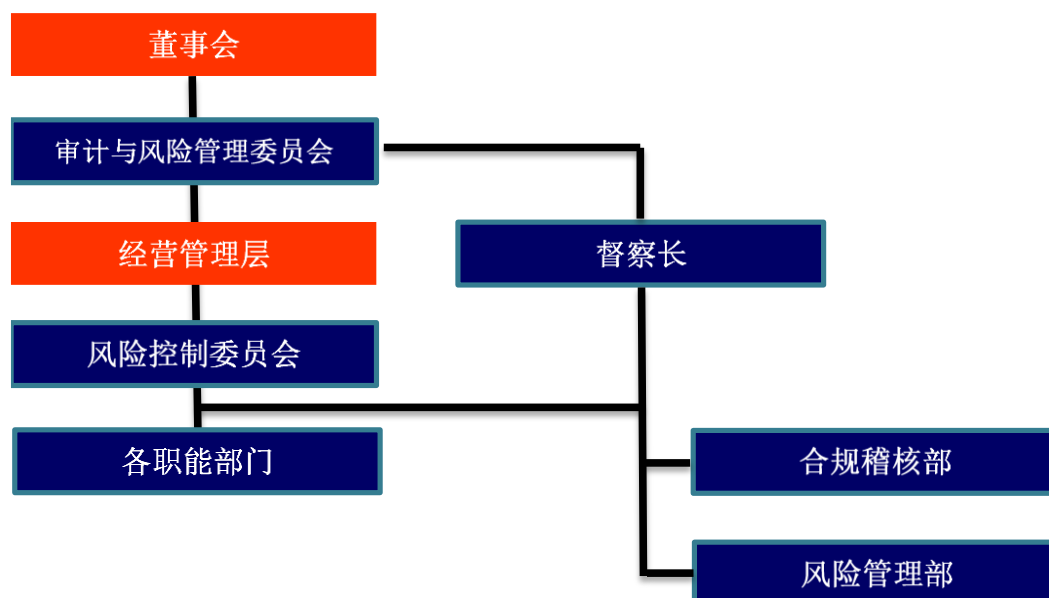 董事会
审计与风险管理委员会
经营管理层
督察长
风险控制委员会
各职能部门
合规稽核部
风险管理部